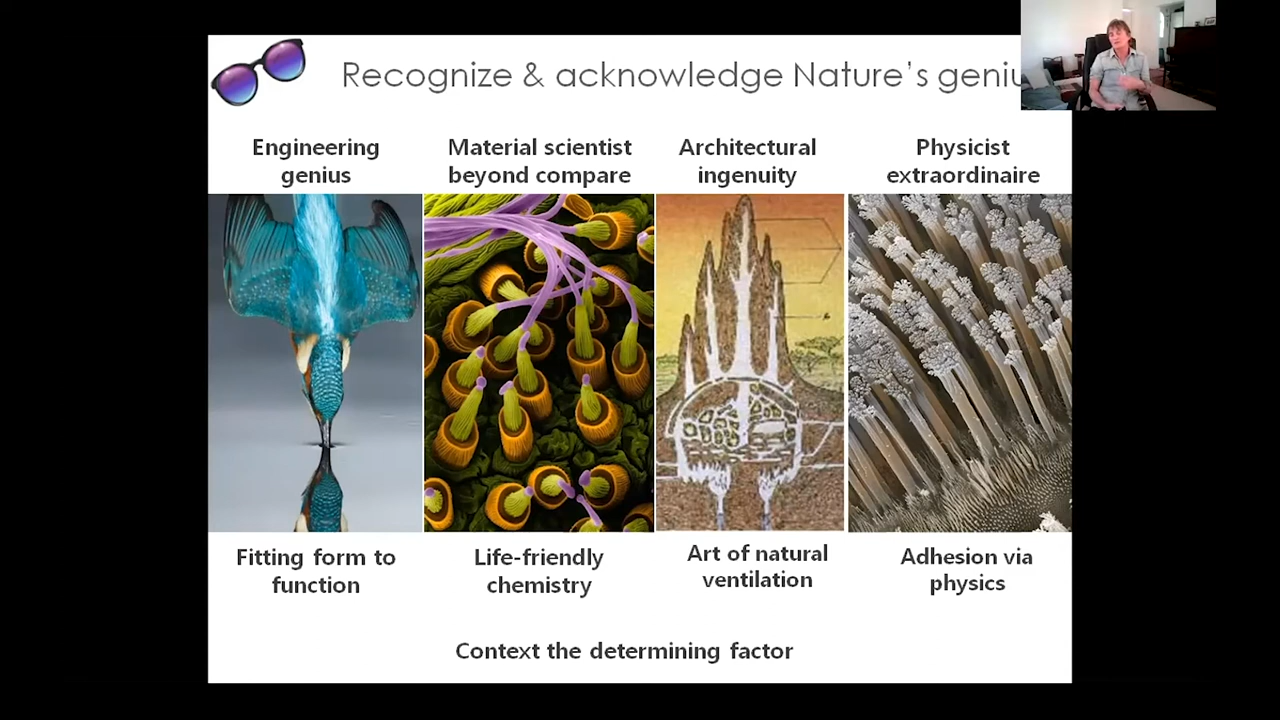 Recognize & acknowledge Nature's geniu
Engineering
genius
Material scientist
beyond compare
Architectural
ingenuity
Physicist
extraordinaire
Fitting form to
function
Life-friendly
chemistry
Art of natural
ventilation
Adhesion via
physics
Context the determining factor